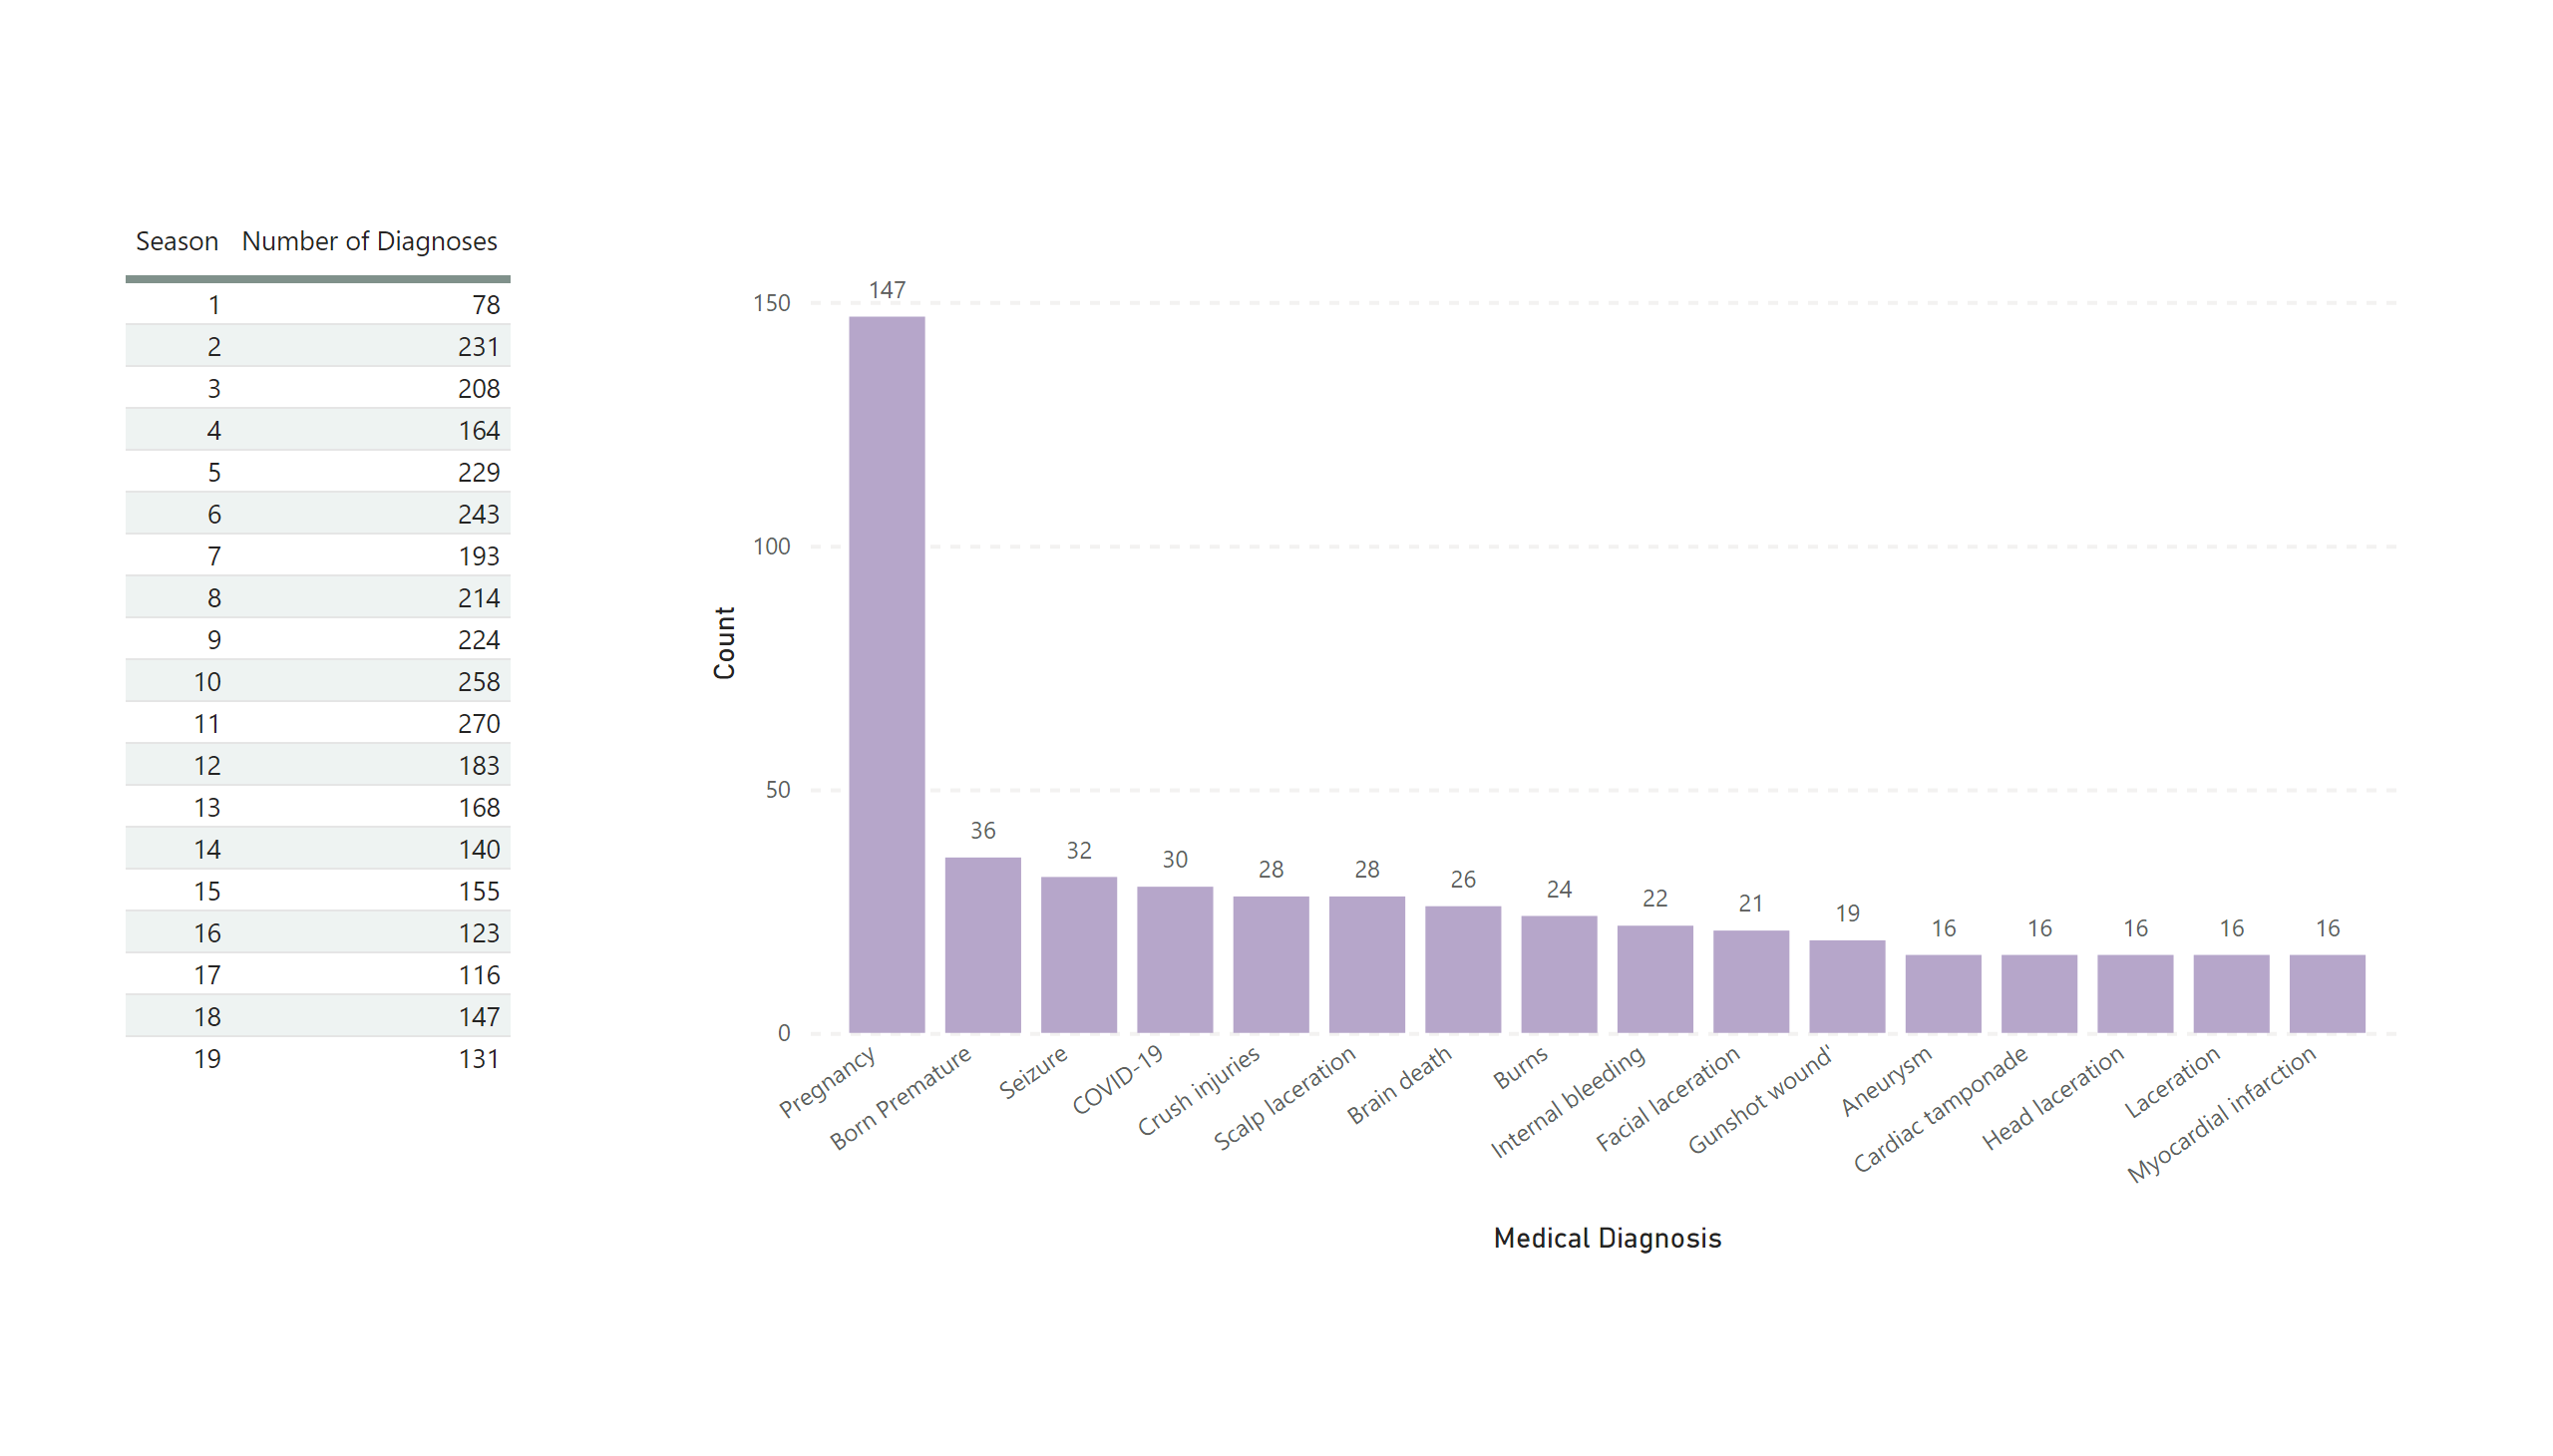 Season Number of Diagnoses
1 78
2 231
3 208
4 164
5 229
6 243
7 193
8 214
9 224
10 258
11 270
12 183
13 168
14 140
15 155
16 123
17 116
18 147
19 131
Count
150
100
50
0
147
36
32
30
28
28
26
24
22
21
19
16
16
16
16
16
Pregnancy
Born Premature
Seizure
COVID-19
Crush injuries
Scalp laceration
Brain death
Burns
Internal bleeding
Facial laceration
Gunshot wound'
Aneurysm
Cardiac tamponade
Head laceration
Laceration
Myocardial infarction
Medical Diagnosis